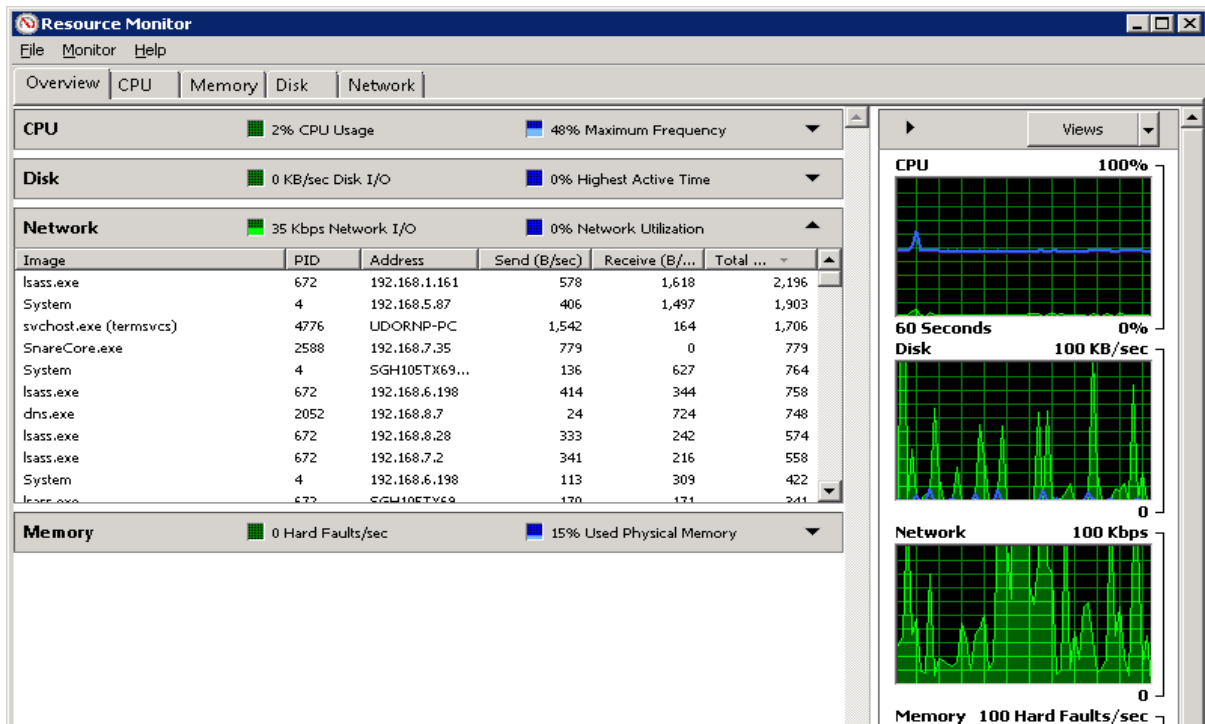 Resource Monitor
File Monitor Help
Overview CPU Memory Disk Network
CPU 2% CPU Usage 48% Maximum Frequency
Disk 0 KB/sec Disk I/O 0% Highest Active Time
Network 35 Kbps Network I/O 0% Network Utilization
Image PID Address Send (B/sec) Receive (B/... Total ...
lsass.exe 672 192.168.1.161 578 1,618 2,196
System 4 192.168.5.87 406 1,497 1,903
svchost.exe (termsvcs) 4776 UDORNP-PC 1,542 164 1,706
SnareCore.exe 2588 192.168.7.35 779 0 779
System 4 SGH105TX69... 136 627 764
lsass.exe 672 192.168.6.198 414 344 758
dns.exe 2052 192.168.8.7 24 724 748
lsass.exe 672 192.168.8.28 333 242 574
lsass.exe 672 192.168.7.2 341 216 558
System 4 192.168.6.198 113 309 422
lsass.exe 672 SGH105TX69 170 171 341
Memory 0 Hard Faults/sec 15% Used Physical Memory
Views
CPU 100%
60 Seconds 0%
Disk 100 KB/sec
0
Network 100 Kbps
0
Memory 100 Hard Faults/sec